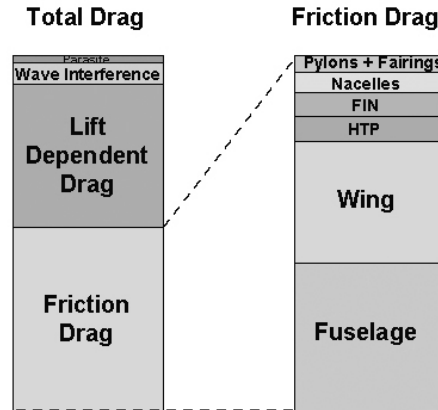 Total Drag
Parasite
Wave Interference
Lift
Dependent
Drag
Friction
Drag
Friction Drag
Pylons + Fairings
Nacelles
FIN
HTP
Wing
Fuselage